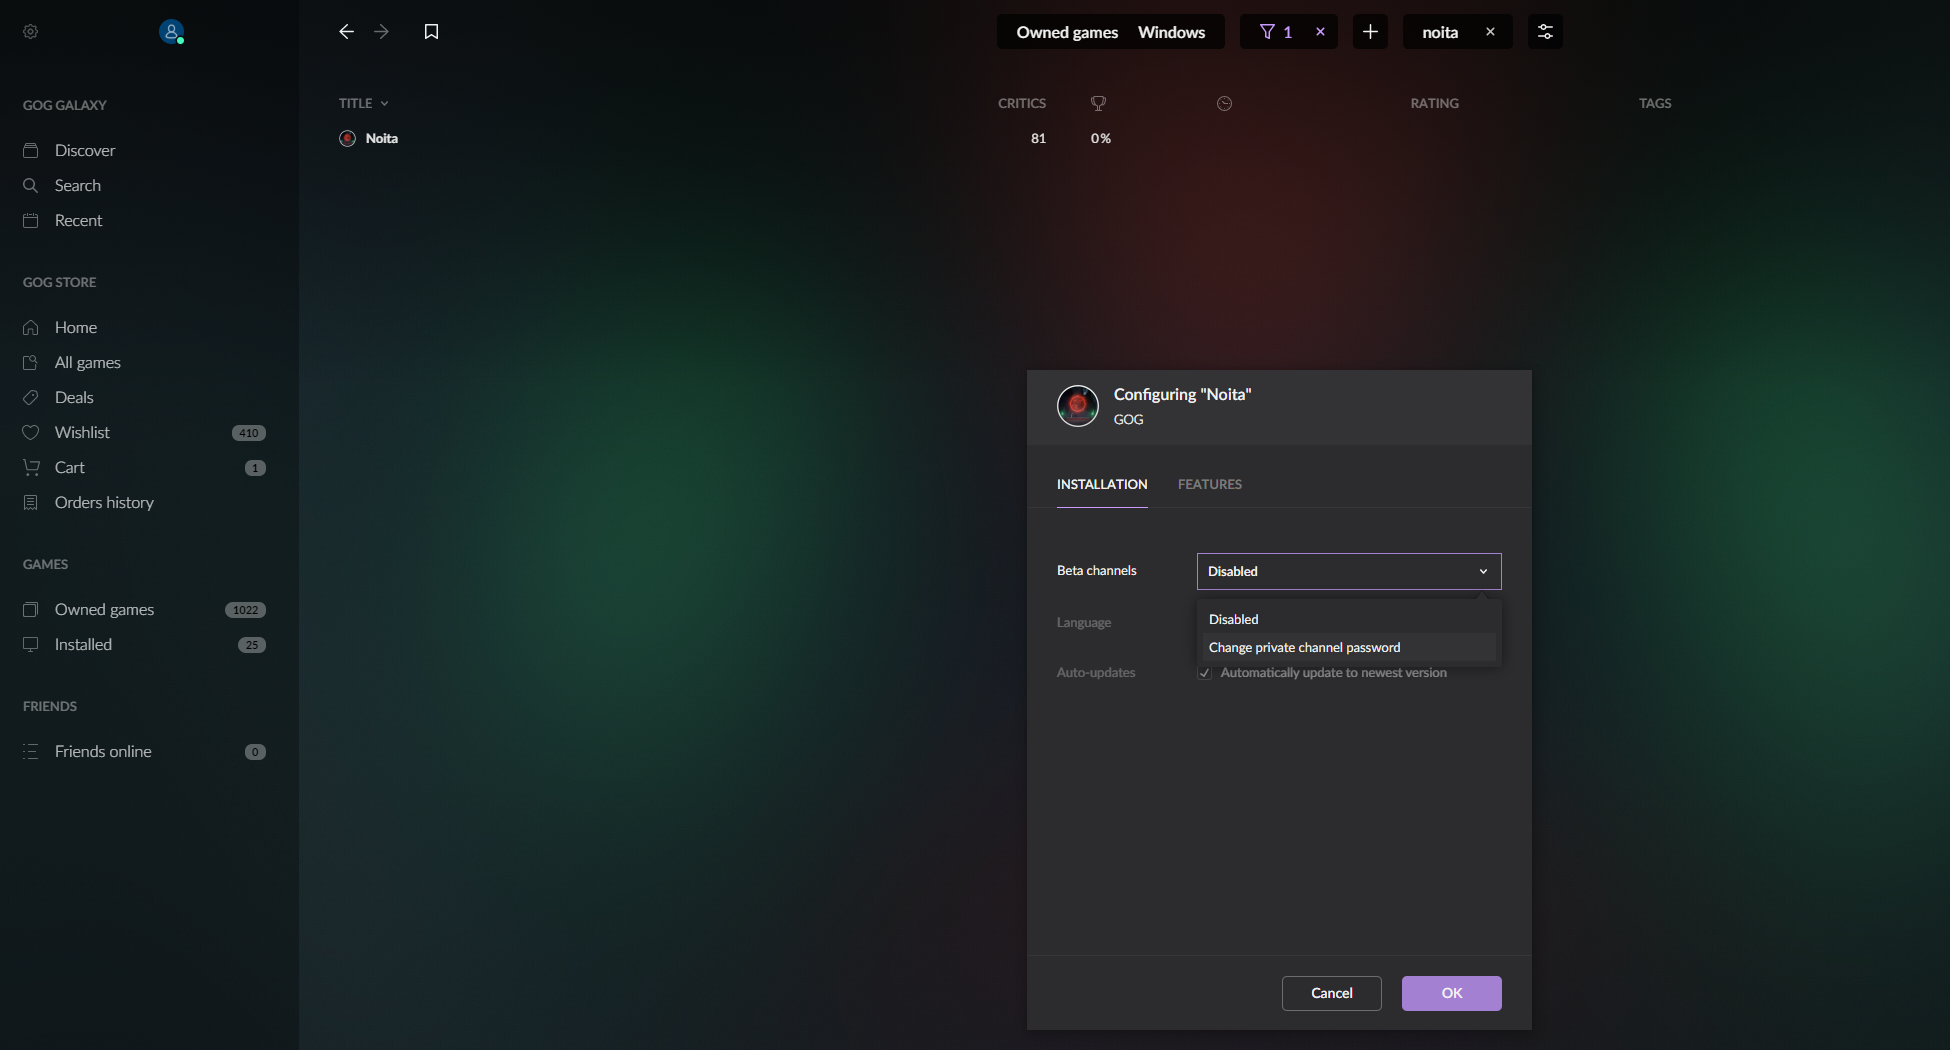 Owned games Windows 1 noita
GOG GALAXY
Discover
Search
Recent
GOG STORE
Home
All games
Deals
Wishlist 410
Cart 1
Orders history
GAMES
Owned games 1022
Installed 25
FRIENDS
Friends online 0
TITLE CRITICS RATING TAGS
Noita 81 0%
Configuring "Noita"
GOG
INSTALLATION FEATURES
Beta channels Disabled
Disabled
Language
Change private channel password
Auto-updates Automatically update to newest version
Cancel OK